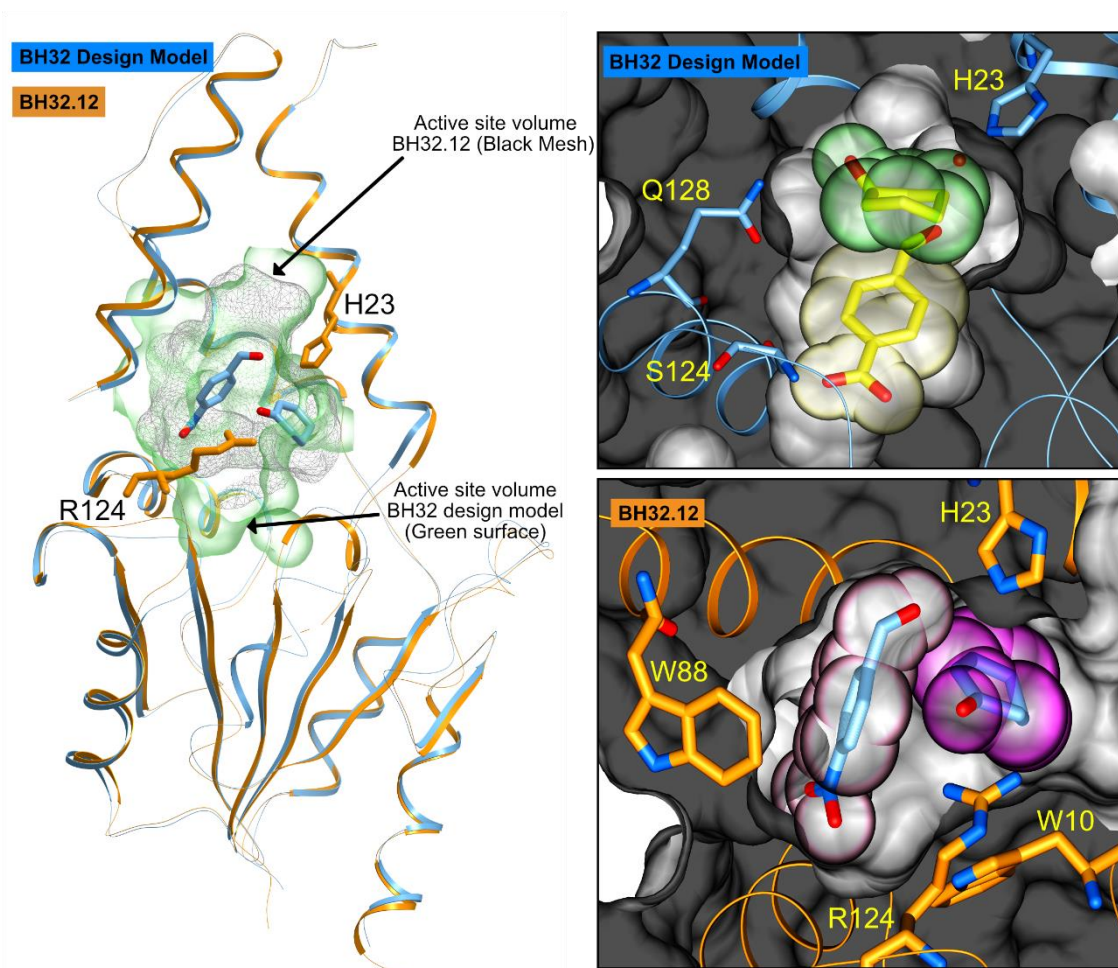 BH32 Design Model
BH32.12
Active site volume
BH32.12 (Black Mesh)
H23
R124
Active site volume
BH32 design model
(Green surface)
BH32 Design Model
H23
Q128
S124
BH32.12
H23
W88
W10
R124